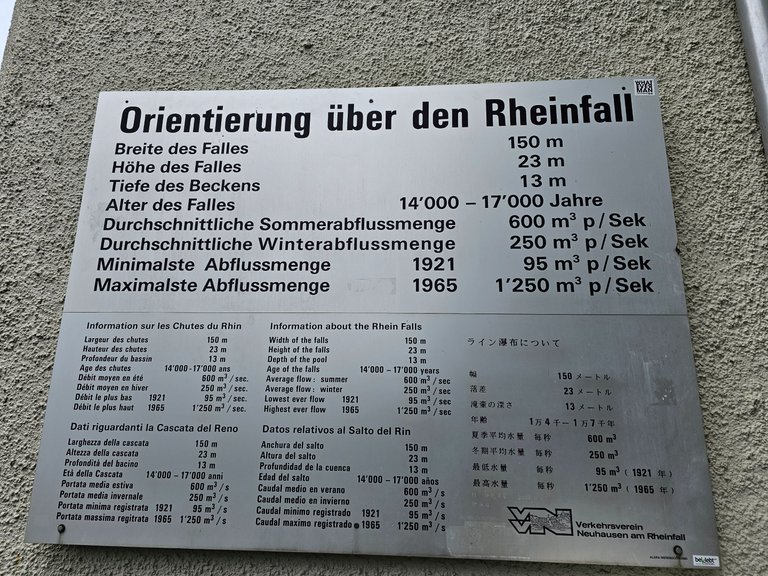 WHAT
IVAN
MAN
Orientierung über den Rheinfall
Breite des Falles 150 m
Höhe des Falles 23 m
Tiefe des Beckens 13 m
Alter des Falles 14'000 – 17'000 Jahre
Durchschnittliche Sommerabflussmenge 600 m³ p/Sek
Durchschnittliche Winterabflussmenge 250 m³ p/Sek
Minimalste Abflussmenge 1921 95 m³ p/Sek
Maximalste Abflussmenge 1965 1'250 m³ p/Sek
Information sur les Chutes du Rhin
Largeur des chutes 150 m
Hauteur des chutes 23 m
Profondeur du bassin 13 m
Age des chutes 14'000-17'000 ans
Débit moyen en été 600 m³/sec.
Débit moyen en hiver 250 m³/sec.
Débit le plus bas 1921 95 m³/sec.
Débit le plus haut 1965 1'250 m³/sec.
Information about the Rhein Falls
Width of the falls 150 m
Height of the falls 23 m
Depth of the pool 13 m
Age of the falls 14'000 – 17'000 years
Average flow: summer 600 m³/sec
Average flow: winter 250 m³/sec
Lowest ever flow 1921 95 m³/sec
Highest ever flow 1965 1'250 m³/sec
ライン瀑布について
幅 150 メートル
落差 23 メートル
滝壷の深さ 13 メートル
年齢 1万4千ー1万7千年
夏季平均水量 毎秒 600 m³
冬期平均水量 毎秒 250 m³
最低水量 毎秒 95 m³ (1921 年)
最高水量 毎秒 1'250 m³ (1965 年)
Dati riguardanti la Cascata del Reno
Larghezza della cascata 150 m
Altezza della cascata 23 m
Profondità del bacino 13 m
Età della Cascata 14'000 – 17'000 anni
Portata media estiva 600 m³/s
Portata media invernale 250 m³/s
Portata minima registrata 1921 95 m³/s
Portata massima registrata 1965 1'250 m³/s
Datos relativos al Salto del Rin
Anchura del salto 150 m
Altura del salto 23 m
Profundidad de la cuenca 13 m
Edad del salto 14'000 – 17'000 años
Caudal medio en verano 600 m³/s
Caudal medio en invierno 250 m³/s
Caudal mínimo registrado 1921 95 m³/s
Caudal maximo registrado 1965 1'250 m³/s
VVN
Verkehrsverein
Neuhausen am Rheinfall
belebt